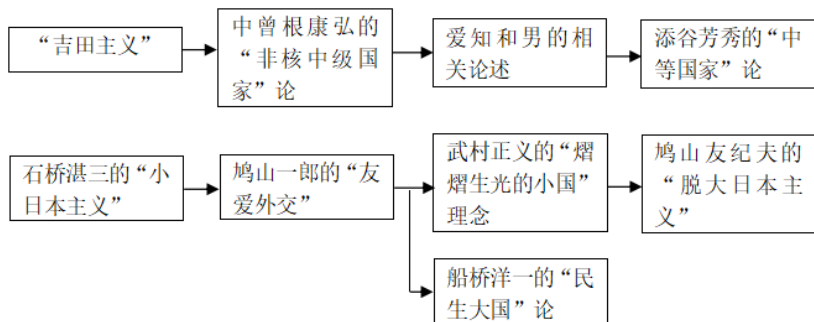 “吉田主义”
中曾根康弘的
“非核中级国
家”论
爱知和男的相
关论述
添谷芳秀的“中
等国家”论
石桥湛三的“小
日本主义”
鸠山一郎的“友
爱外交”
武村正义的“熠
熠生光的小国”
理念
鸠山友纪夫的
“脱大日本主
义”
船桥洋一的“民
生大国”论